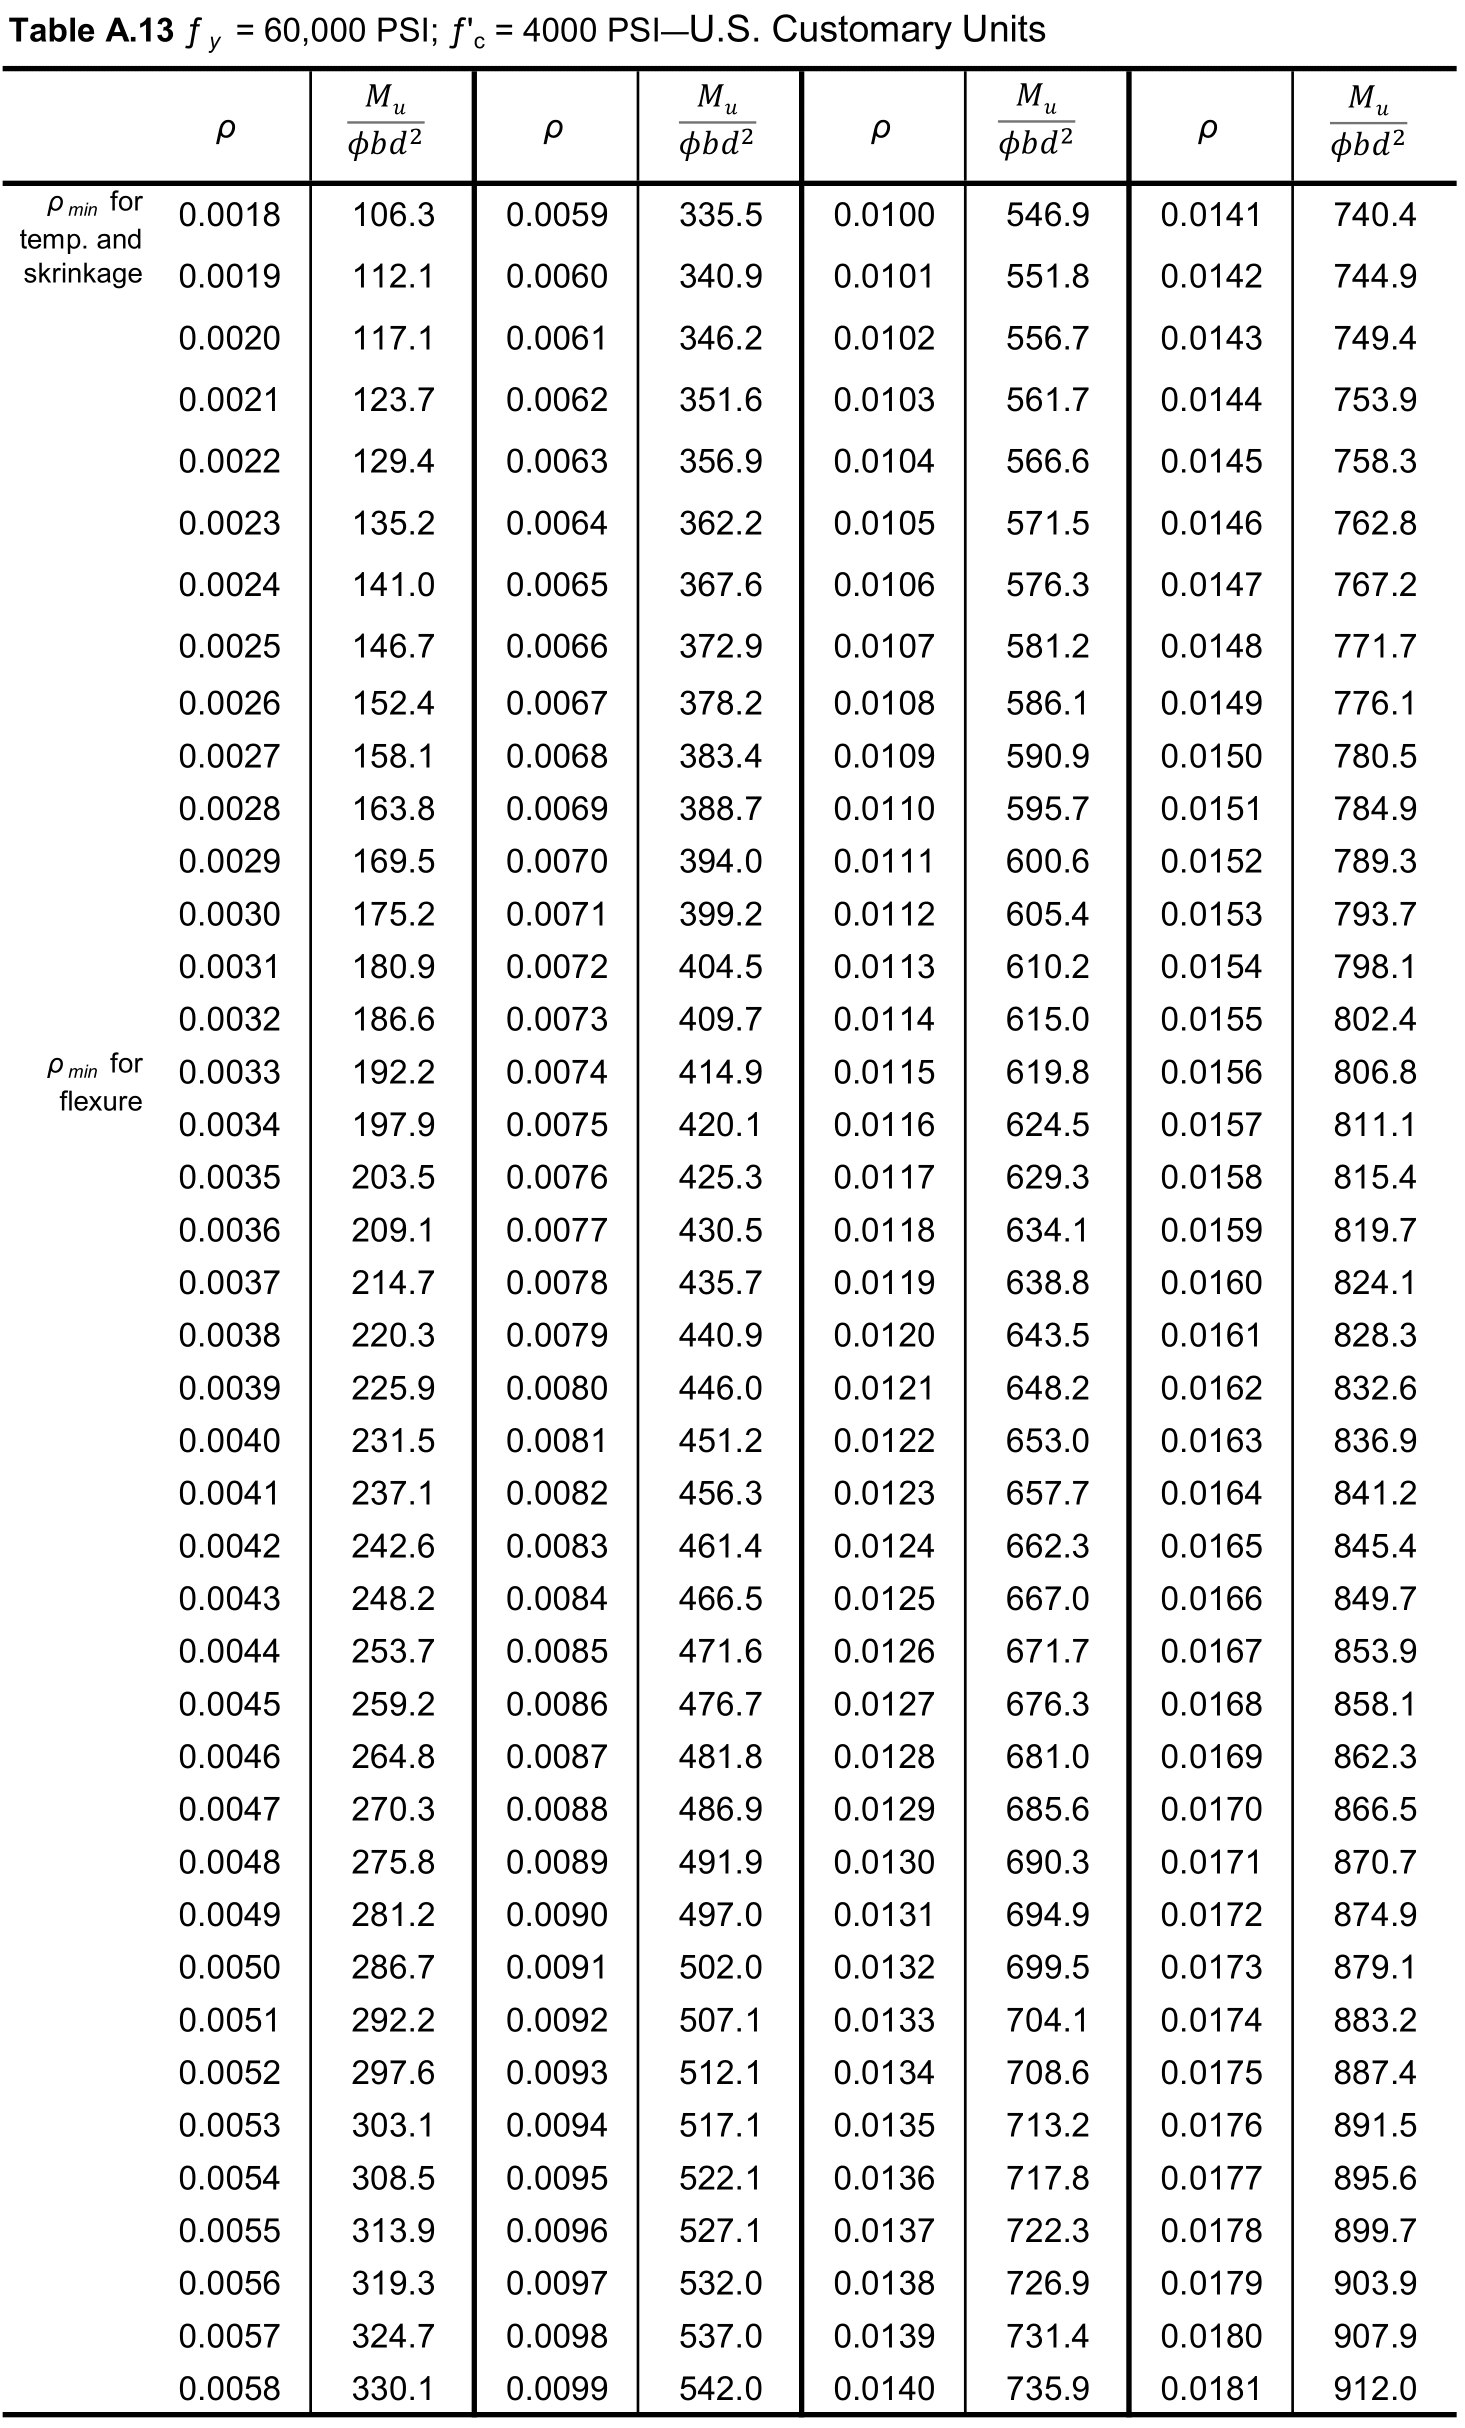 Table A.13 ƒ y = 60,000 PSI; ƒ'c = 4000 PSI—U.S. Customary Units
ρ Mu/ϕbd² ρ Mu/ϕbd² ρ Mu/ϕbd² ρ Mu/ϕbd²
ρ min for temp. and skrinkage 0.0018 106.3 0.0059 335.5 0.0100 546.9 0.0141 740.4
0.0019 112.1 0.0060 340.9 0.0101 551.8 0.0142 744.9
0.0020 117.1 0.0061 346.2 0.0102 556.7 0.0143 749.4
0.0021 123.7 0.0062 351.6 0.0103 561.7 0.0144 753.9
0.0022 129.4 0.0063 356.9 0.0104 566.6 0.0145 758.3
0.0023 135.2 0.0064 362.2 0.0105 571.5 0.0146 762.8
0.0024 141.0 0.0065 367.6 0.0106 576.3 0.0147 767.2
0.0025 146.7 0.0066 372.9 0.0107 581.2 0.0148 771.7
0.0026 152.4 0.0067 378.2 0.0108 586.1 0.0149 776.1
0.0027 158.1 0.0068 383.4 0.0109 590.9 0.0150 780.5
0.0028 163.8 0.0069 388.7 0.0110 595.7 0.0151 784.9
0.0029 169.5 0.0070 394.0 0.0111 600.6 0.0152 789.3
0.0030 175.2 0.0071 399.2 0.0112 605.4 0.0153 793.7
0.0031 180.9 0.0072 404.5 0.0113 610.2 0.0154 798.1
0.0032 186.6 0.0073 409.7 0.0114 615.0 0.0155 802.4
ρ min for flexure 0.0033 192.2 0.0074 414.9 0.0115 619.8 0.0156 806.8
0.0034 197.9 0.0075 420.1 0.0116 624.5 0.0157 811.1
0.0035 203.5 0.0076 425.3 0.0117 629.3 0.0158 815.4
0.0036 209.1 0.0077 430.5 0.0118 634.1 0.0159 819.7
0.0037 214.7 0.0078 435.7 0.0119 638.8 0.0160 824.1
0.0038 220.3 0.0079 440.9 0.0120 643.5 0.0161 828.3
0.0039 225.9 0.0080 446.0 0.0121 648.2 0.0162 832.6
0.0040 231.5 0.0081 451.2 0.0122 653.0 0.0163 836.9
0.0041 237.1 0.0082 456.3 0.0123 657.7 0.0164 841.2
0.0042 242.6 0.0083 461.4 0.0124 662.3 0.0165 845.4
0.0043 248.2 0.0084 466.5 0.0125 667.0 0.0166 849.7
0.0044 253.7 0.0085 471.6 0.0126 671.7 0.0167 853.9
0.0045 259.2 0.0086 476.7 0.0127 676.3 0.0168 858.1
0.0046 264.8 0.0087 481.8 0.0128 681.0 0.0169 862.3
0.0047 270.3 0.0088 486.9 0.0129 685.6 0.0170 866.5
0.0048 275.8 0.0089 491.9 0.0130 690.3 0.0171 870.7
0.0049 281.2 0.0090 497.0 0.0131 694.9 0.0172 874.9
0.0050 286.7 0.0091 502.0 0.0132 699.5 0.0173 879.1
0.0051 292.2 0.0092 507.1 0.0133 704.1 0.0174 883.2
0.0052 297.6 0.0093 512.1 0.0134 708.6 0.0175 887.4
0.0053 303.1 0.0094 517.1 0.0135 713.2 0.0176 891.5
0.0054 308.5 0.0095 522.1 0.0136 717.8 0.0177 895.6
0.0055 313.9 0.0096 527.1 0.0137 722.3 0.0178 899.7
0.0056 319.3 0.0097 532.0 0.0138 726.9 0.0179 903.9
0.0057 324.7 0.0098 537.0 0.0139 731.4 0.0180 907.9
0.0058 330.1 0.0099 542.0 0.0140 735.9 0.0181 912.0